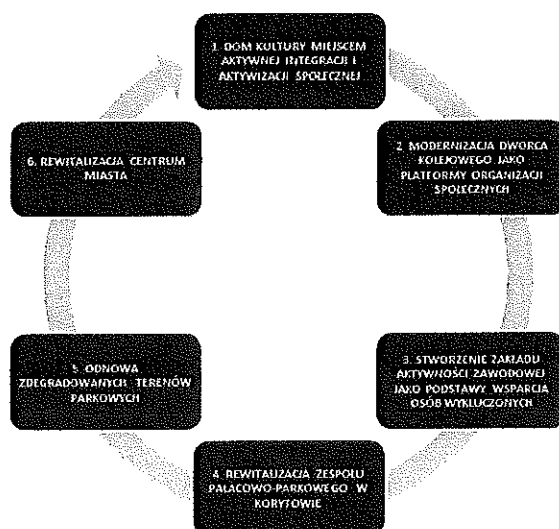 1. DOM KULTURY MIEJSCEM
AKTYWNEJ INTEGRACJI I
AKTYWIZACJI SPOŁECZNEJ
2. MODERNIZACJA DWORCA
KOLEJOWEGO JAKO
PLATFORMY ORGANIZACJI
SPOŁECZNYCH
3. STWORZENIE ZAKŁADU
AKTYWNOŚCI ZAWODOWEJ
JAKO PODSTAWY WSPARCIA
OSÓB WYKLUCZONYCH
4. REWITALIZACJA ZESPOŁU
PAŁACOWO-PARKOWEGO W
KORYTOWIE
5. ODNOWA
ZDEGRADOWANYCH TERENÓW
PARKOWYCH
6. REWITALIZACJA CENTRUM
MIASTA